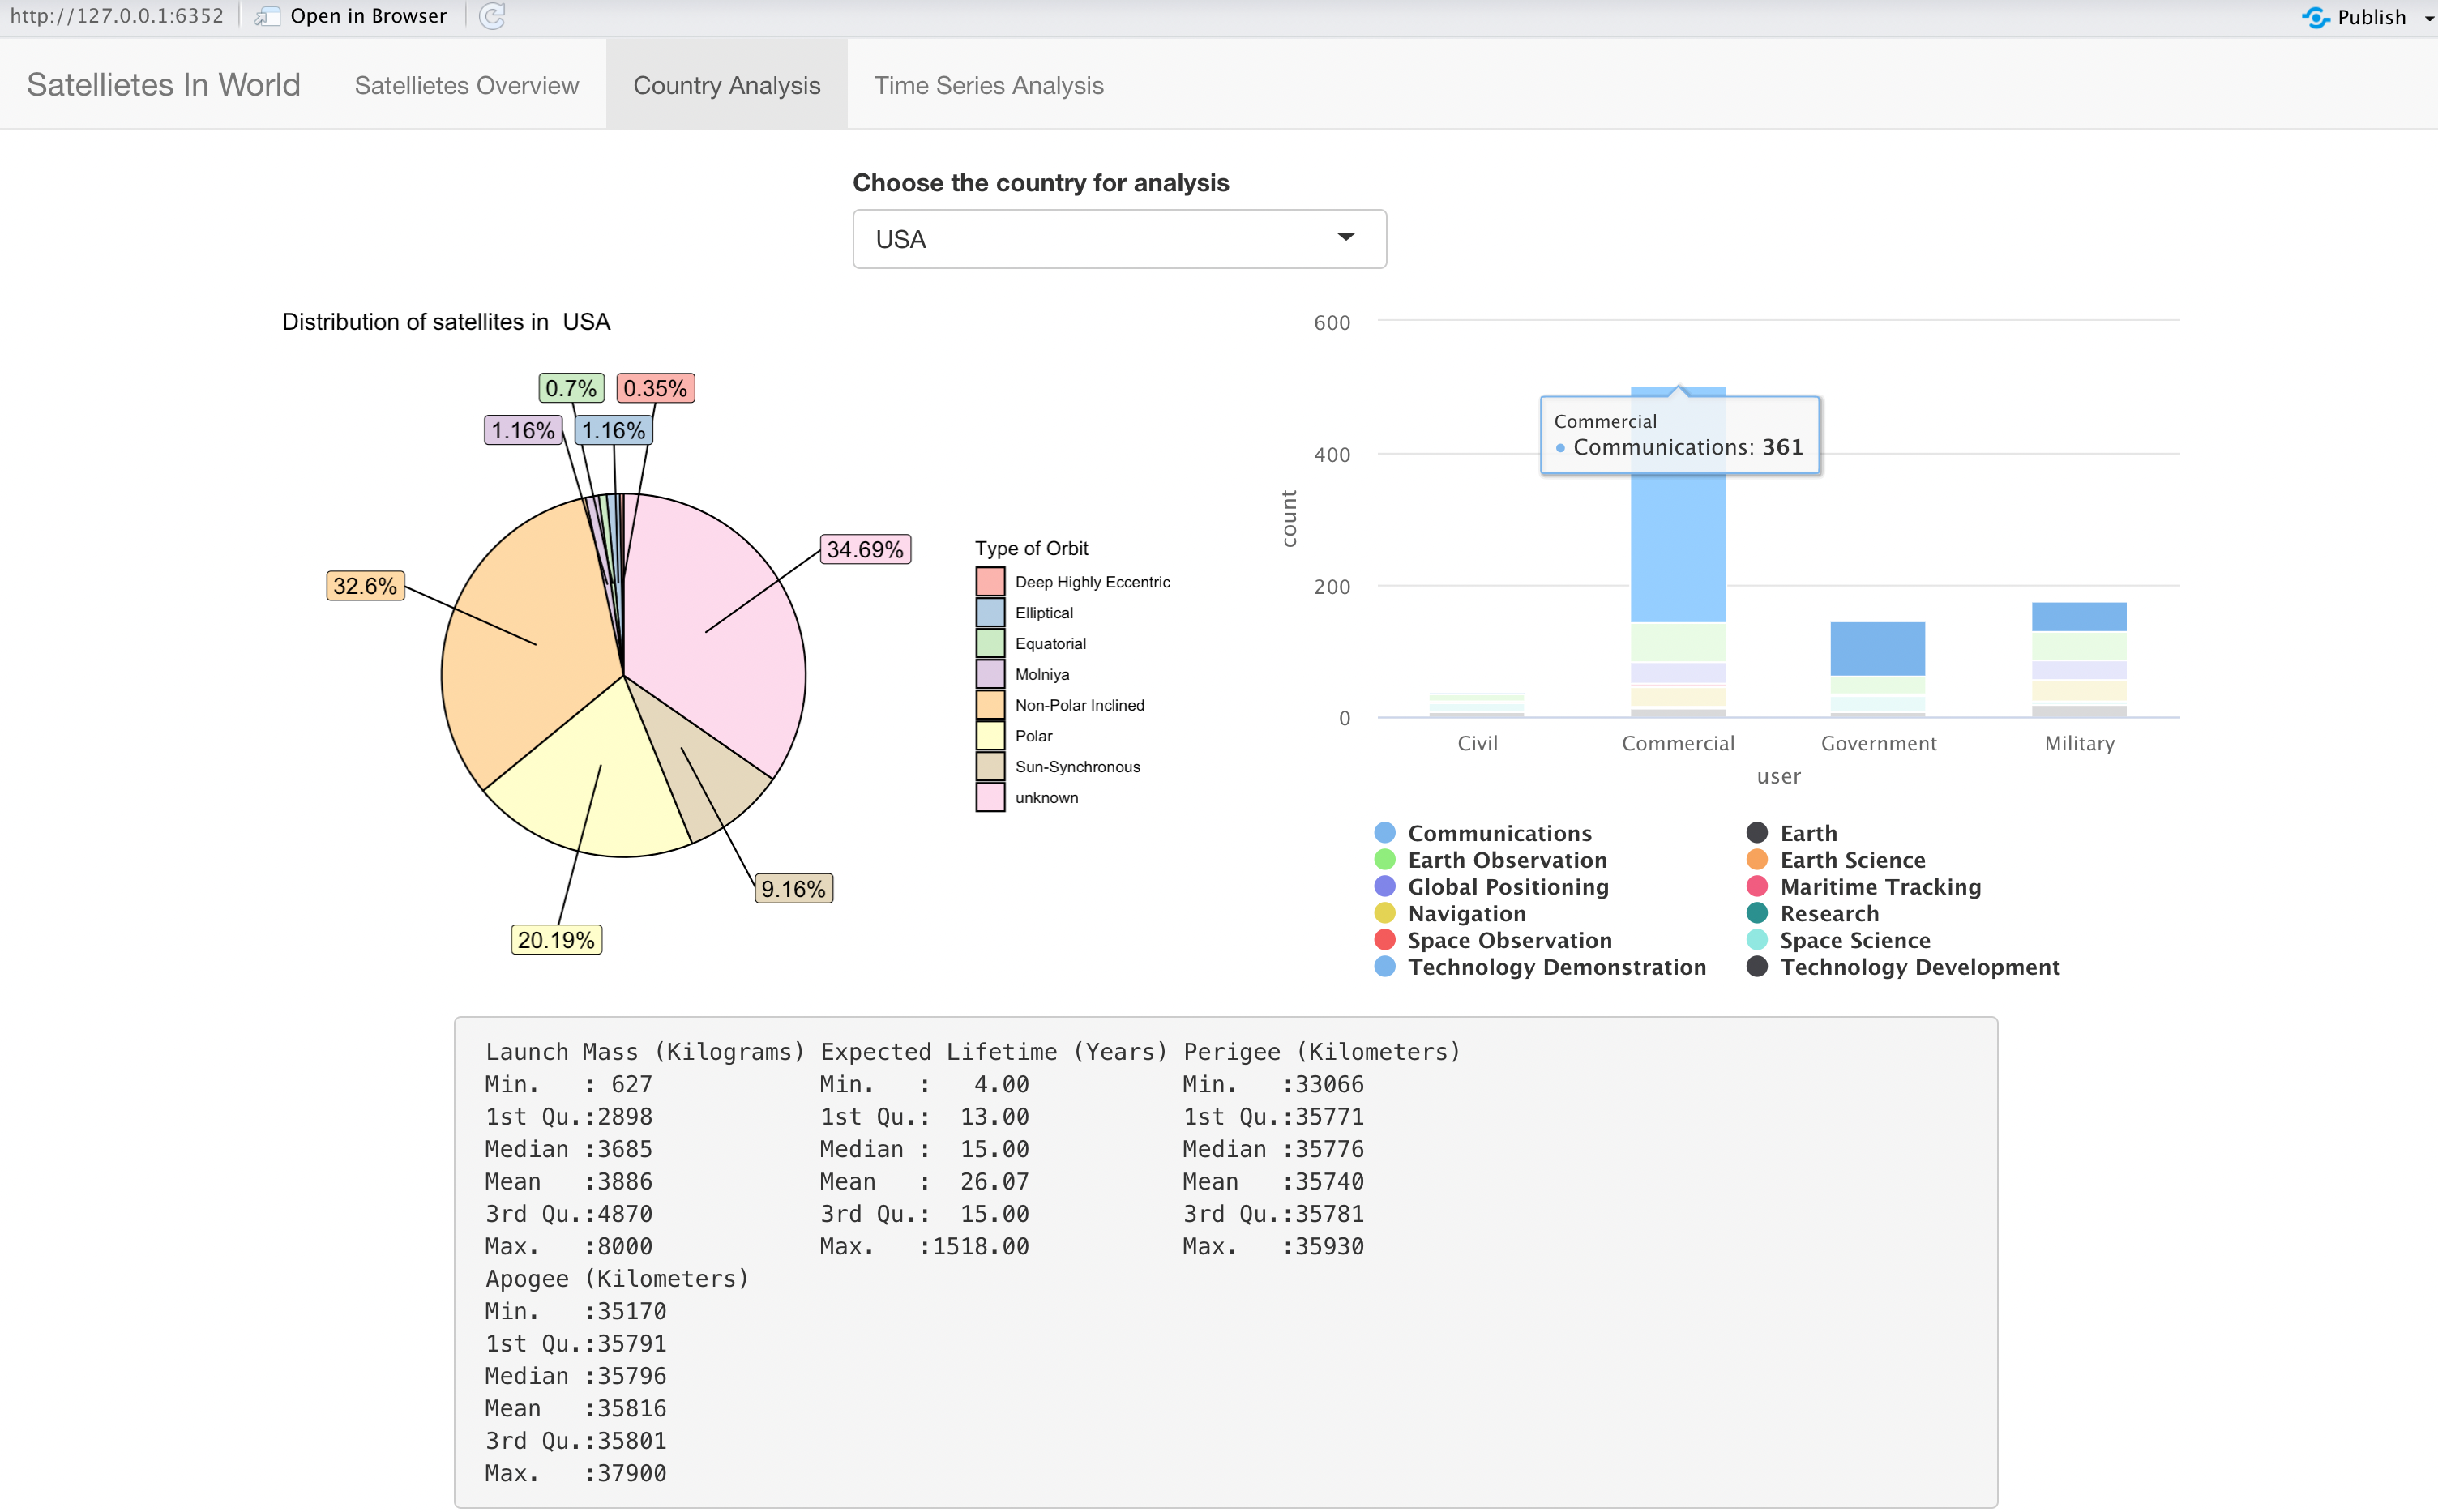 http://127.0.0.1:6352 Open in Browser Publish
Satellietes In World Satellietes Overview Country Analysis Time Series Analysis
Choose the country for analysis
USA
Distribution of satellites in USA
0.7% 0.35%
1.16% 1.16%
34.69%
32.6%
9.16%
20.19%
Type of Orbit
Deep Highly Eccentric
Elliptical
Equatorial
Molniya
Non-Polar Inclined
Polar
Sun-Synchronous
unknown
600
400
200
0
count
Commercial
Communications: 361
Civil Commercial Government Military
user
Communications Earth
Earth Observation Earth Science
Global Positioning Maritime Tracking
Navigation Research
Space Observation Space Science
Technology Demonstration Technology Development
Launch Mass (Kilograms) Expected Lifetime (Years) Perigee (Kilometers)
Min. : 627 Min. : 4.00 Min. :33066
1st Qu.:2898 1st Qu.: 13.00 1st Qu.:35771
Median :3685 Median : 15.00 Median :35776
Mean :3886 Mean : 26.07 Mean :35740
3rd Qu.:4870 3rd Qu.: 15.00 3rd Qu.:35781
Max. :8000 Max. :1518.00 Max. :35930
Apogee (Kilometers)
Min. :35170
1st Qu.:35791
Median :35796
Mean :35816
3rd Qu.:35801
Max. :37900